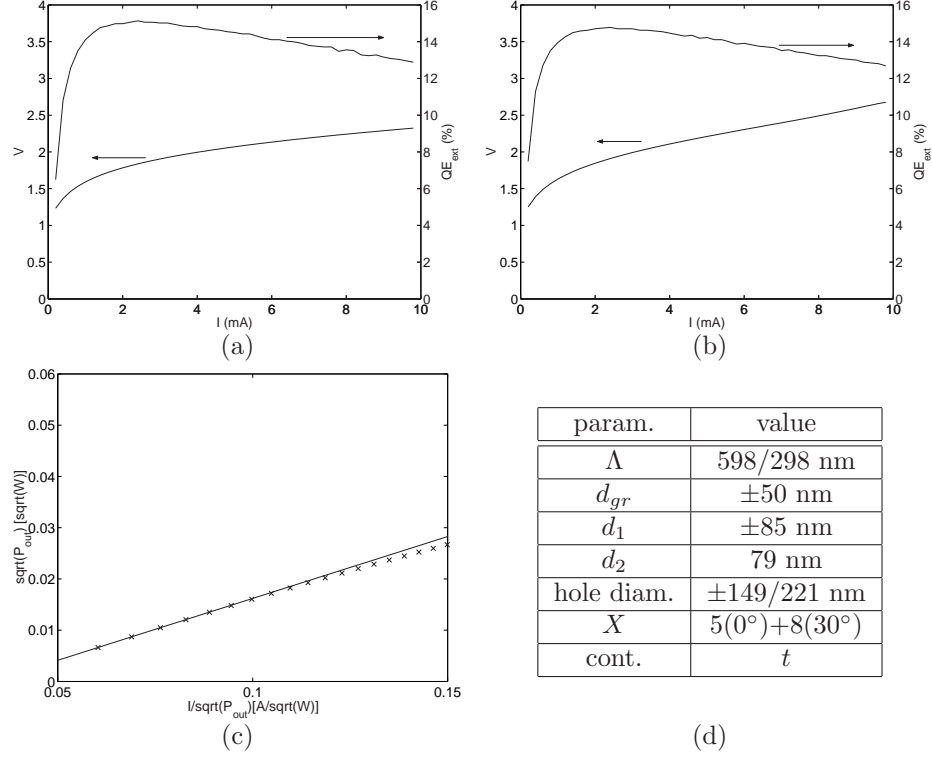 4
3.5
3
2.5
2
1.5
1
0.5
0
V
16
14
12
10
8
6
4
2
0
QE_ext (%)
0 2 4 6 8 10
I (mA)
(a)
4
3.5
3
2.5
2
1.5
1
0.5
0
V
16
14
12
10
8
6
4
2
0
QE_ext (%)
0 2 4 6 8 10
I (mA)
(b)
0.06
0.05
0.04
0.03
0.02
0.01
0
sqrt(P_out) [sqrt(W)]
0.05 0.1 0.15
I/sqrt(P_out)[A/sqrt(W)]
(c)
param. value
Λ 598/298 nm
d_gr ±50 nm
d_1 ±85 nm
d_2 79 nm
hole diam. ±149/221 nm
X 5(0°)+8(30°)
cont. t
(d)